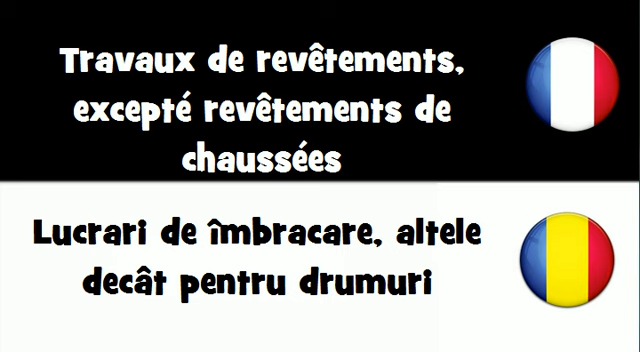 Travaux de revêtements,
excepté revêtements de
chaussées
Lucrari de îmbracare, altele
decât pentru drumuri